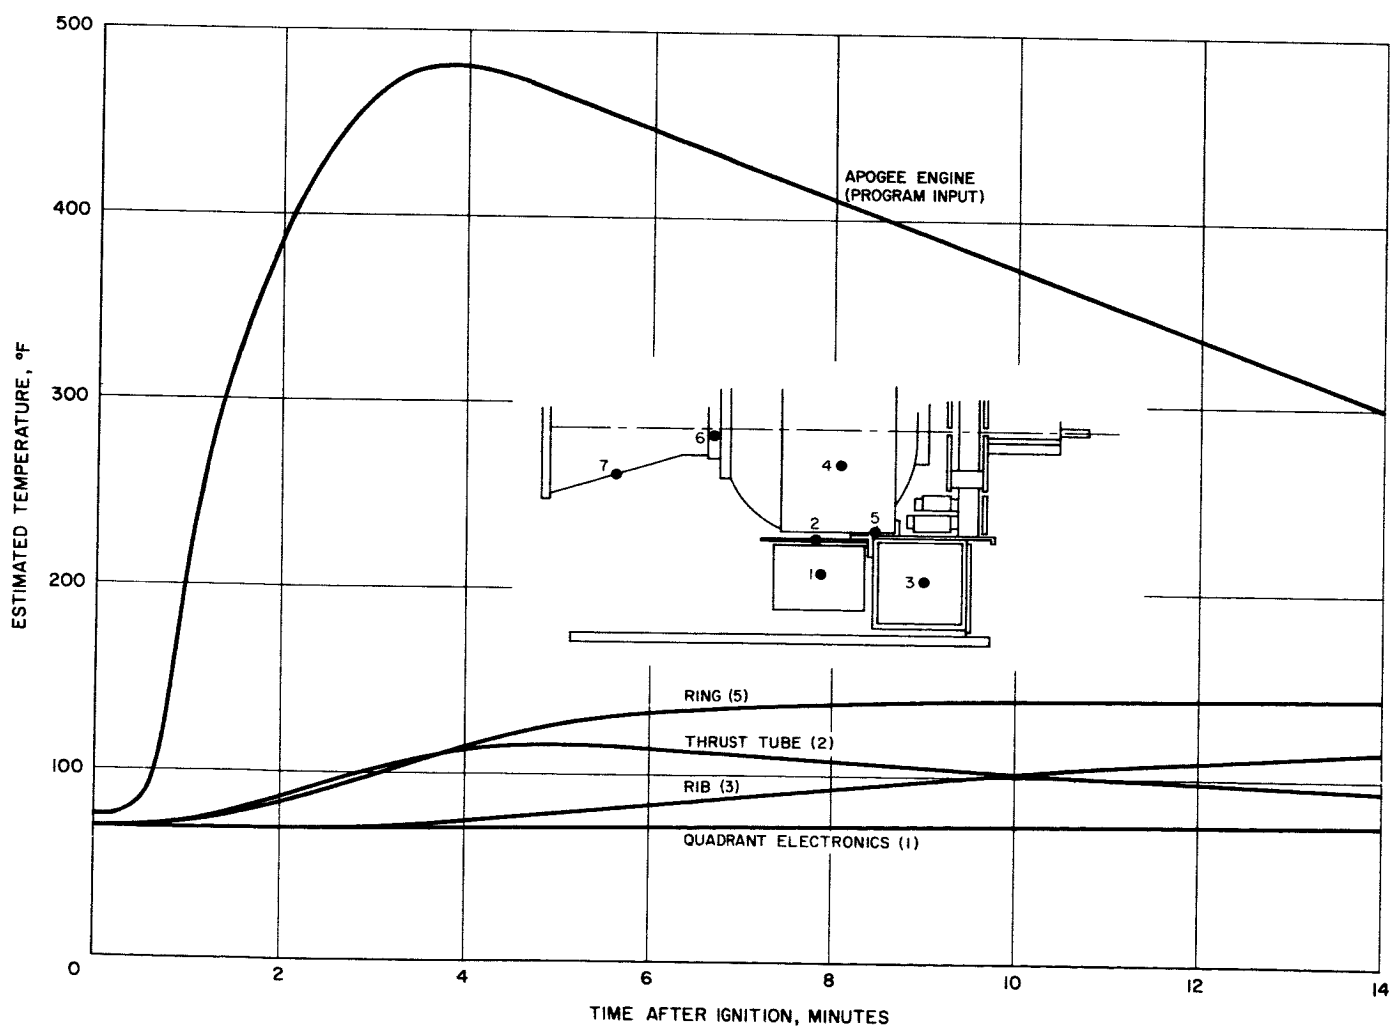 500
400
300
200
100
0
ESTIMATED TEMPERATURE, °F
APOGEE ENGINE
(PROGRAM INPUT)
6
7
4
5
2
1
3
RING (5)
THRUST TUBE (2)
RIB (3)
QUADRANT ELECTRONICS (1)
2
4
6
8
10
12
14
TIME AFTER IGNITION, MINUTES